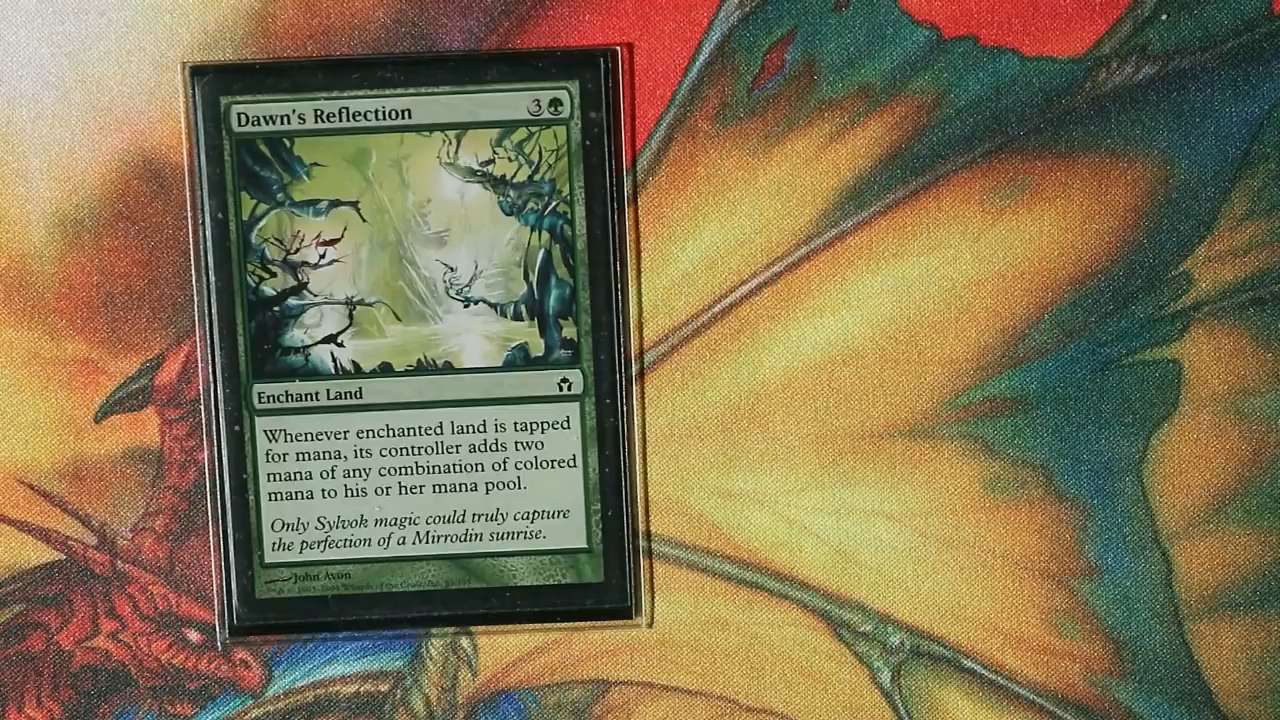 Dawn's Reflection 3
Enchant Land
Whenever enchanted land is tapped
for mana, its controller adds two
mana of any combination of colored
mana to his or her mana pool.
Only Sylvok magic could truly capture
the perfection of a Mirrodin sunrise.
John Avon